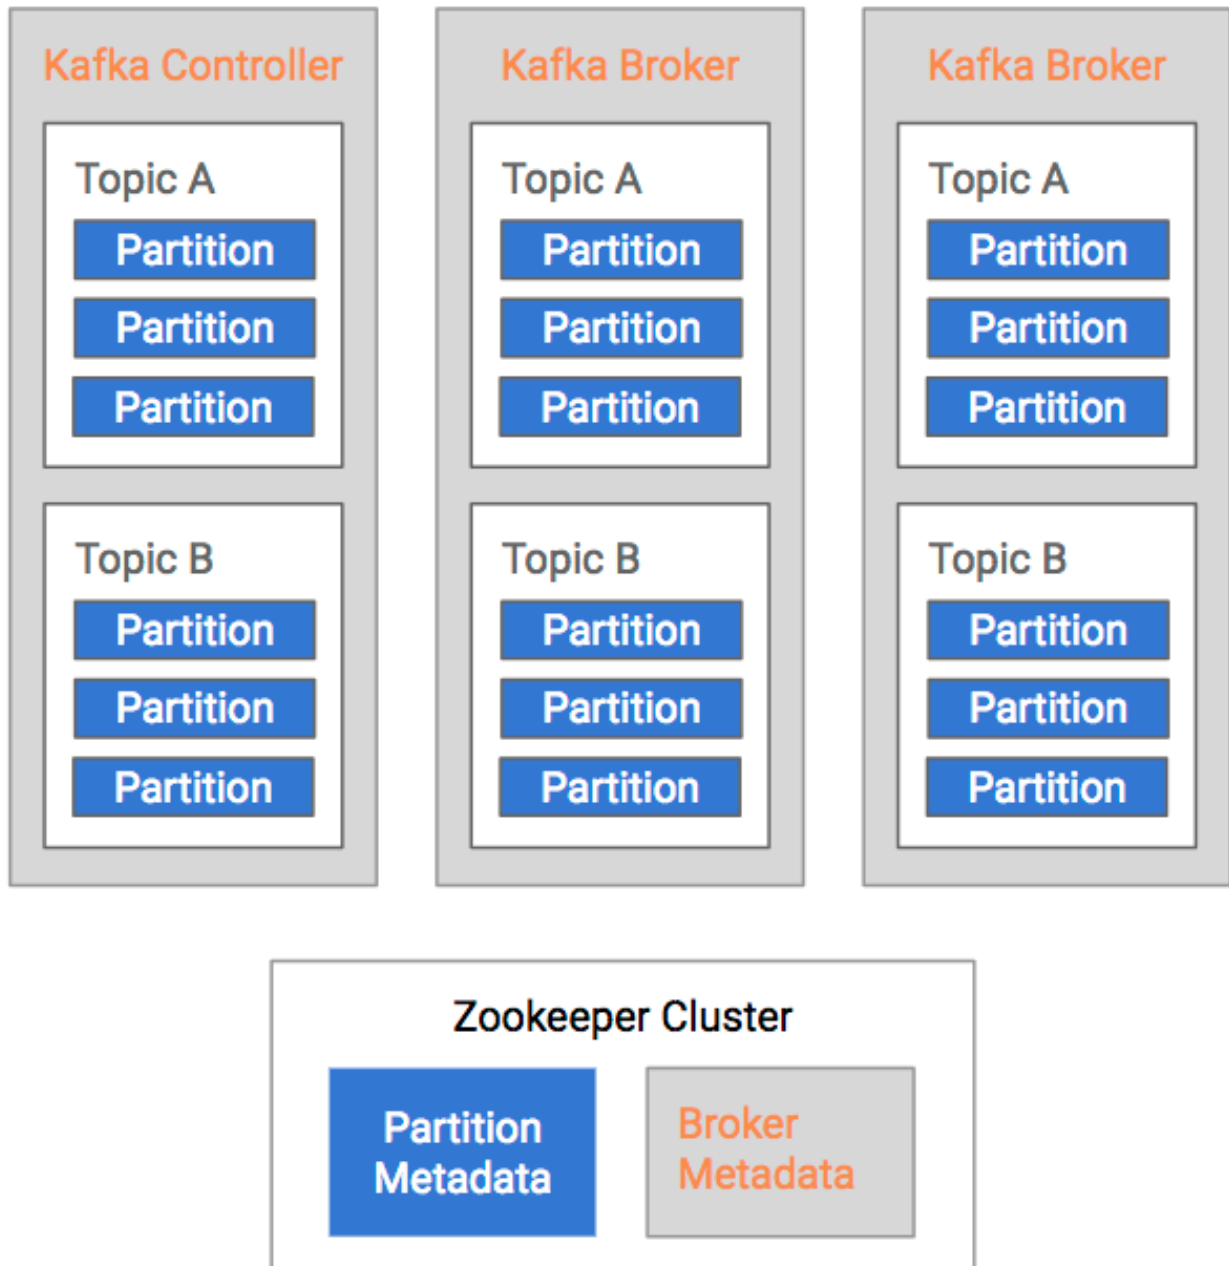 Kafka Controller
Topic A
Partition
Partition
Partition
Topic B
Partition
Partition
Partition
Kafka Broker
Topic A
Partition
Partition
Partition
Topic B
Partition
Partition
Partition
Kafka Broker
Topic A
Partition
Partition
Partition
Topic B
Partition
Partition
Partition
Zookeeper Cluster
Partition
Metadata
Broker
Metadata